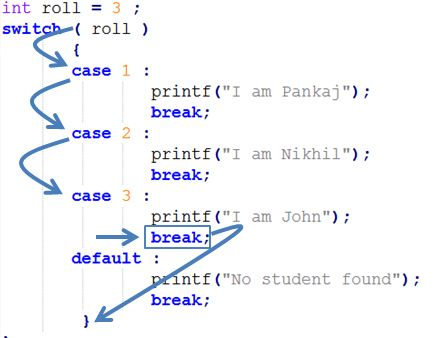 int roll = 3 ;
switch ( roll )
{
case 1 :
printf("I am Pankaj");
break;
case 2 :
printf("I am Nikhil");
break;
case 3 :
printf("I am John");
break;
default :
printf("No student found");
break;
}